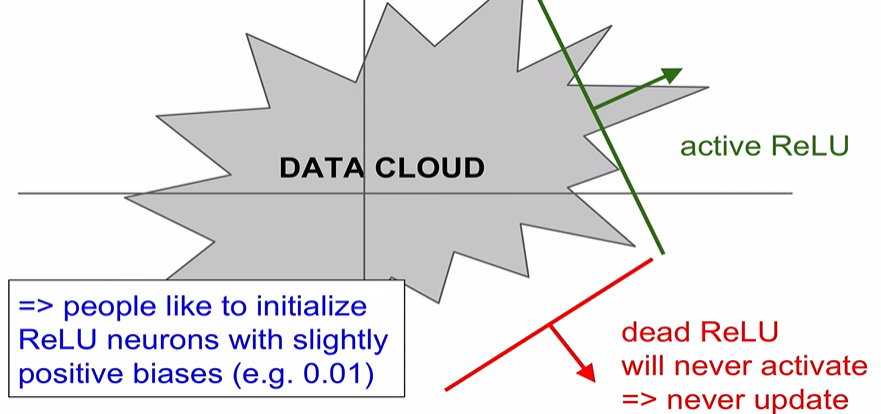 DATA CLOUD
active ReLU
=> people like to initialize
ReLU neurons with slightly
positive biases (e.g. 0.01)
dead ReLU
will never activate
=> never update